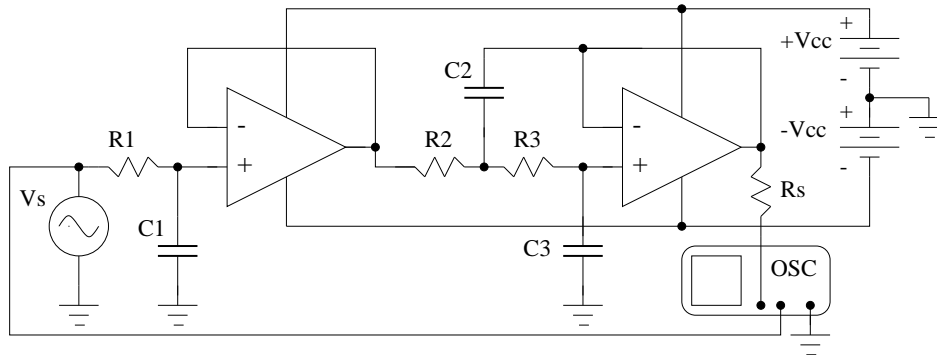 +
+Vcc
-
+
-Vcc
-
C2
R1
-
+
R2
R3
-
+
Vs
C1
C3
Rs
OSC